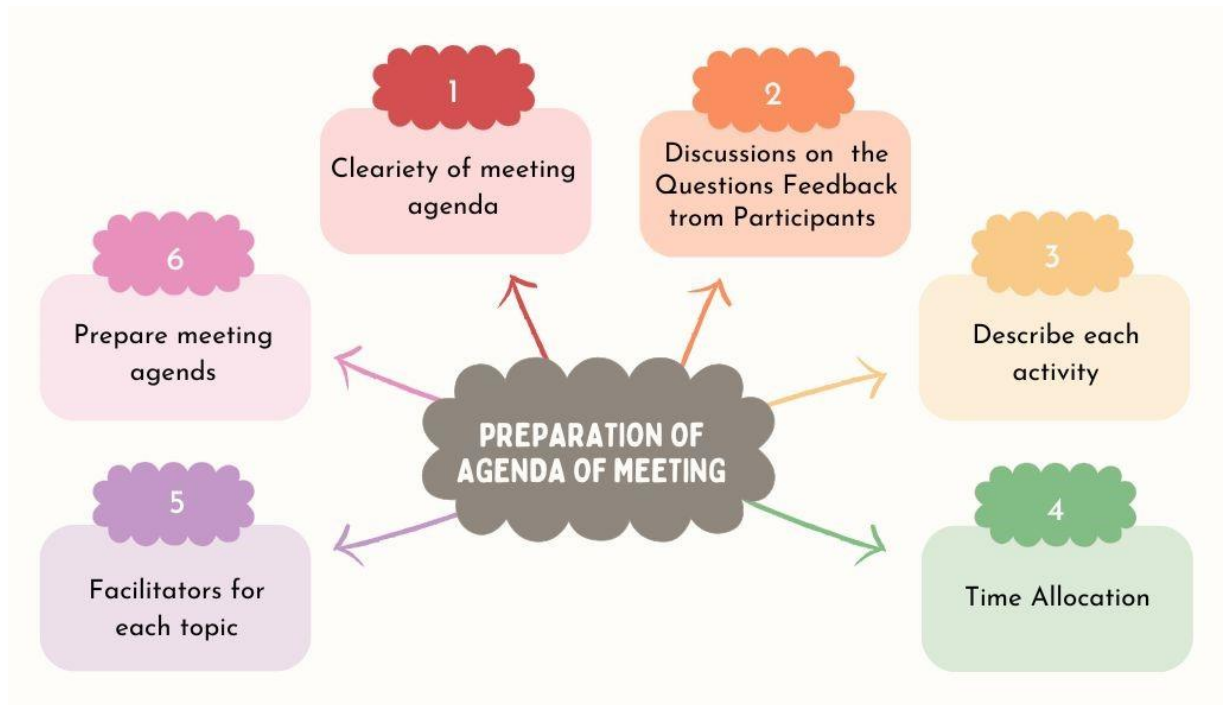 1
Cleariety of meeting
agenda
2
Discussions on the
Questions Feedback
trom Participants
3
Describe each
activity
4
Time Allocation
5
Facilitators for
each topic
6
Prepare meeting
agends
PREPARATION OF
AGENDA OF MEETING